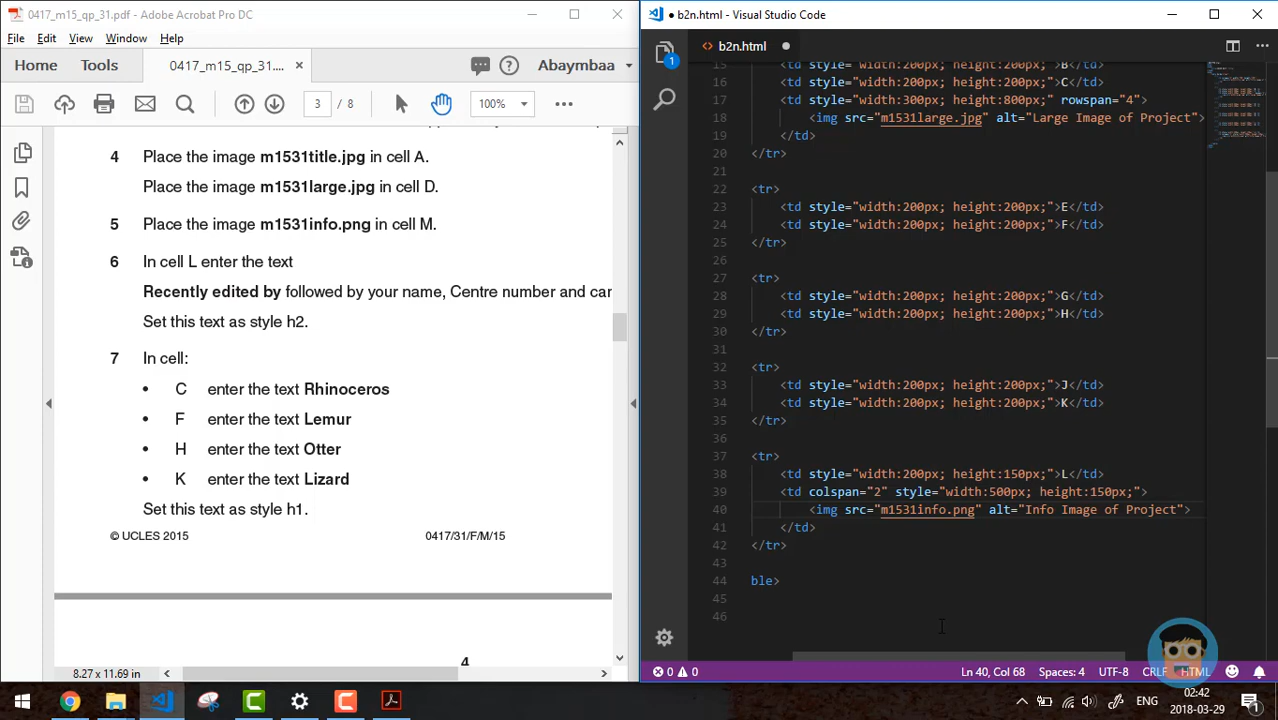 0417_m15_qp_31.pdf - Adobe Acrobat Pro DC
File Edit View Window Help
Home Tools 0417_m15_qp_31.... × Abaymbaa
3 / 8 100%
4 Place the image m1531title.jpg in cell A.
Place the image m1531large.jpg in cell D.
5 Place the image m1531info.png in cell M.
6 In cell L enter the text
Recently edited by followed by your name, Centre number and car
Set this text as style h2.
7 In cell:
• C enter the text Rhinoceros
• F enter the text Lemur
• H enter the text Otter
• K enter the text Lizard
Set this text as style h1.
© UCLES 2015 0417/31/F/M/15
4
8.27 x 11.69 in
● b2n.html - Visual Studio Code
1
<> b2n.html ●
15 <td style="width:200px; height:200px;">B</td>
16 <td style="width:200px; height:200px;">C</td>
17 <td style="width:300px; height:800px;" rowspan="4">
18 <img src="m1531large.jpg" alt="Large Image of Project">
19 </td>
20 </tr>
21
22 <tr>
23 <td style="width:200px; height:200px;">E</td>
24 <td style="width:200px; height:200px;">F</td>
25 </tr>
26
27 <tr>
28 <td style="width:200px; height:200px;">G</td>
29 <td style="width:200px; height:200px;">H</td>
30 </tr>
31
32 <tr>
33 <td style="width:200px; height:200px;">J</td>
34 <td style="width:200px; height:200px;">K</td>
35 </tr>
36
37 <tr>
38 <td style="width:200px; height:150px;">L</td>
39 <td colspan="2" style="width:500px; height:150px;">
40 <img src="m1531info.png" alt="Info Image of Project">
41 </td>
42 </tr>
43
44 ble>
45
46
0 0 Ln 40, Col 68 Spaces: 4 UTF-8 CRLF HTML
ENG 02:42
2018-03-29 1